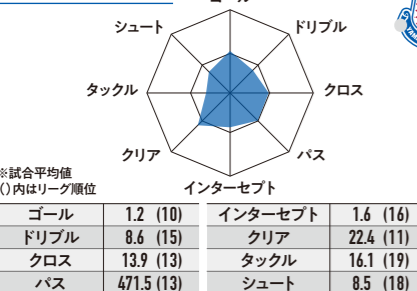 シュート ドリブル
タックル クロス
クリア パス
インターセプト
※試合平均値
()内はリーグ順位
ゴール 1.2 (10) インターセプト 1.6 (16)
ドリブル 8.6 (15) クリア 22.4 (11)
クロス 13.9 (13) タックル 16.1 (19)
パス 471.5 (13) シュート 8.5 (18)